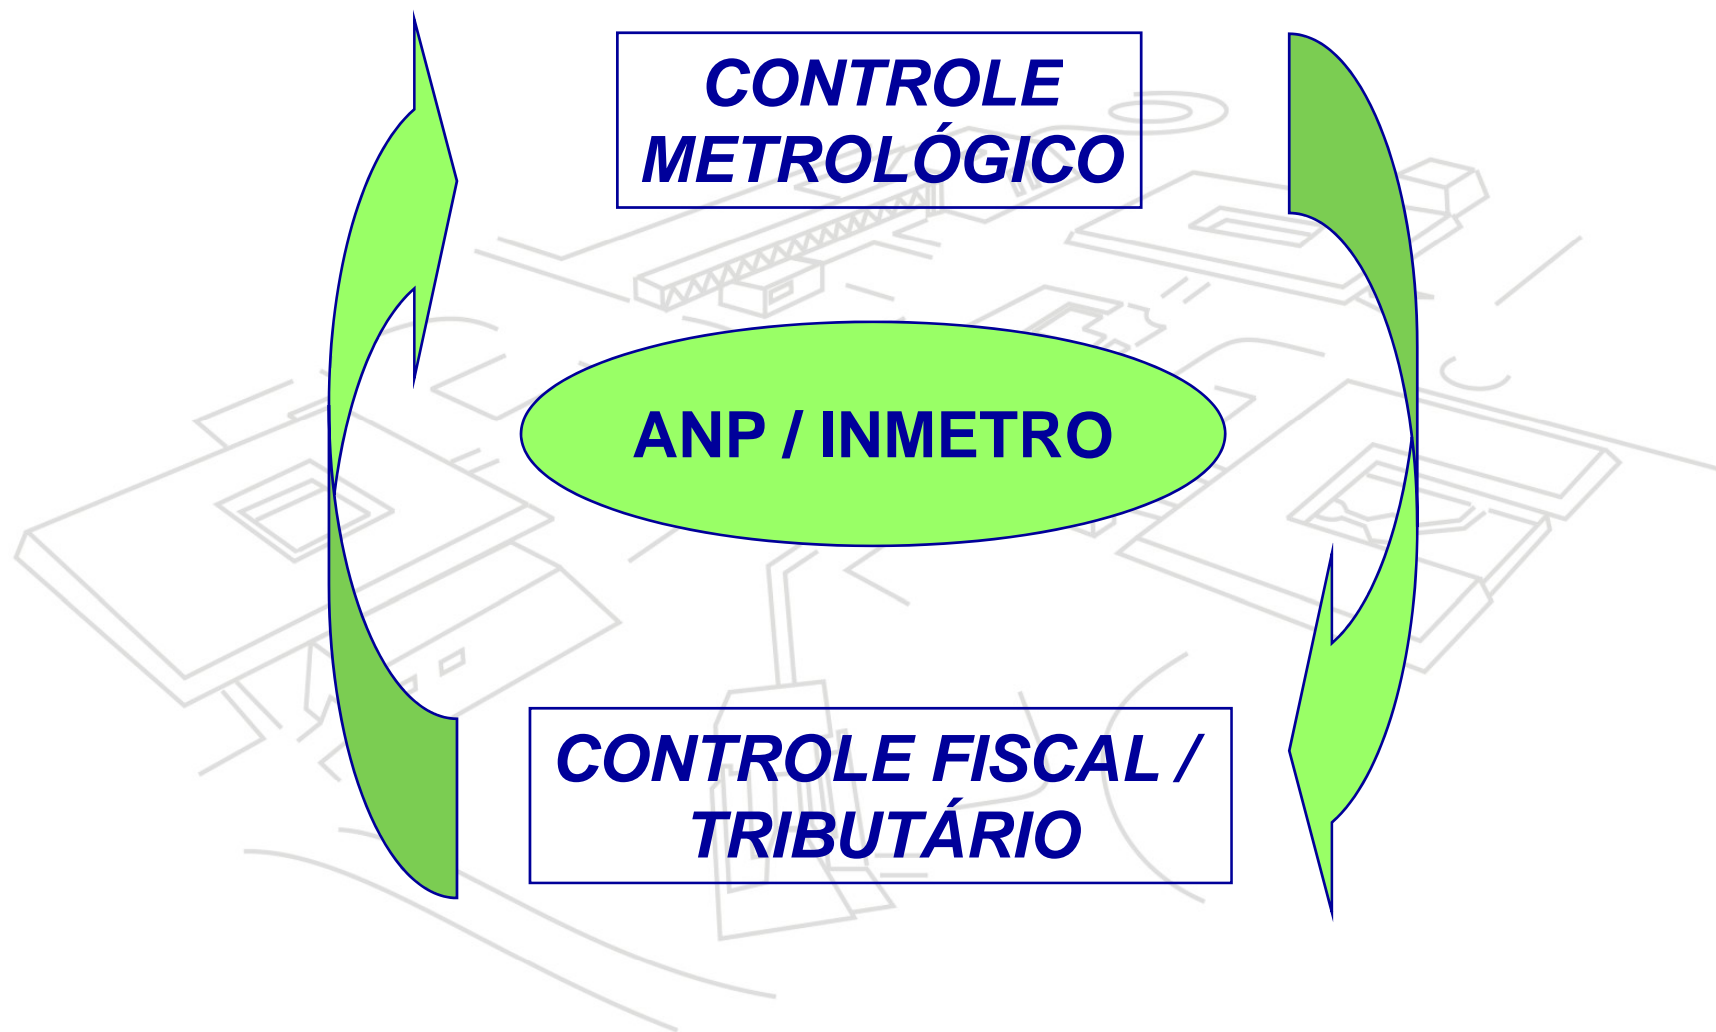 CONTROLE
METROLÓGICO
ANP / INMETRO
CONTROLE FISCAL /
TRIBUTÁRIO